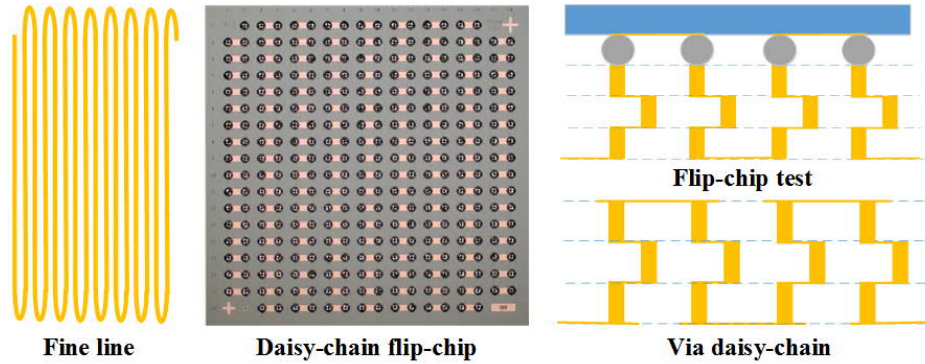 Flip-chip test
Fine line
Daisy-chain flip-chip
Via daisy-chain